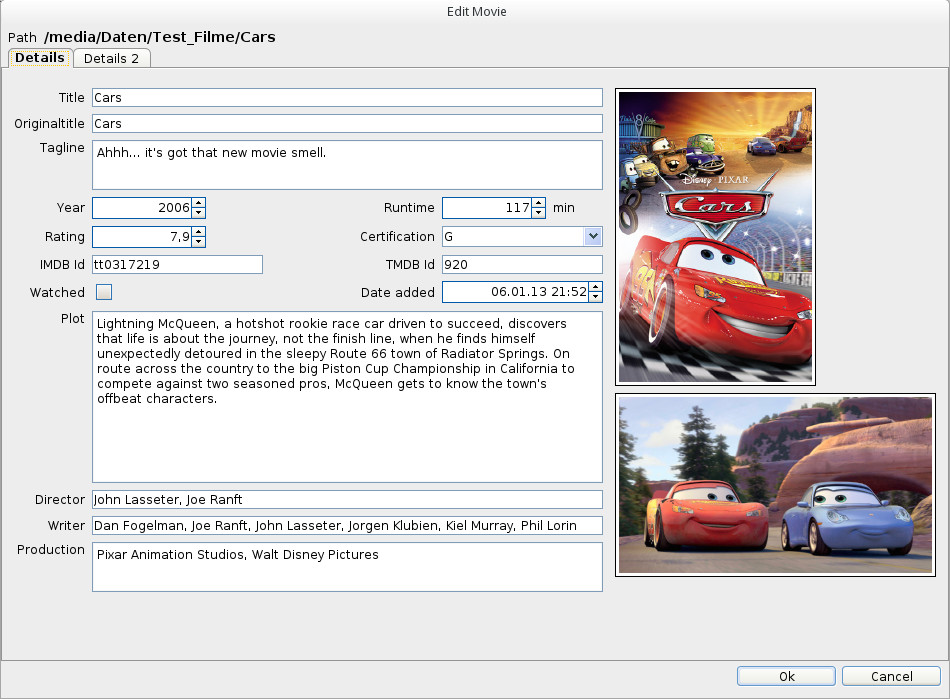 Edit Movie
Path /media/Daten/Test_Filme/Cars
Details Details 2
Title Cars
Originaltitle Cars
Tagline Ahhh... it's got that new movie smell.
Year 2006 Runtime 117 min
Rating 7,9 Certification G
IMDB Id tt0317219 TMDB Id 920
Watched Date added 06.01.13 21:52
Plot Lightning McQueen, a hotshot rookie race car driven to succeed, discovers
that life is about the journey, not the finish line, when he finds himself
unexpectedly detoured in the sleepy Route 66 town of Radiator Springs. On
route across the country to the big Piston Cup Championship in California to
compete against two seasoned pros, McQueen gets to know the town's
offbeat characters.
Director John Lasseter, Joe Ranft
Writer Dan Fogelman, Joe Ranft, John Lasseter, Jorgen Klubien, Kiel Murray, Phil Lorin
Production Pixar Animation Studios, Walt Disney Pictures
Disney PIXAR
Cars
Ok Cancel